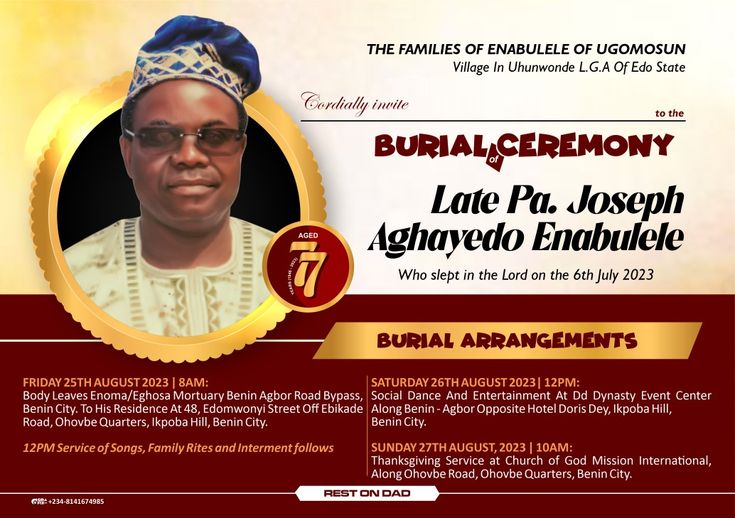 THE FAMILIES OF ENABULELE OF UGOMOSUN
Village In Uhunwonde L.G.A Of Edo State
Cordially invite
to the
BURIAL of CEREMONY
Late Pa. Joseph
Aghayedo Enabulele
Who slept in the Lord on the 6th July 2023
AGED
77
YEARS (1946 - 2023)
BURIAL ARRANGEMENTS
FRIDAY 25TH AUGUST 2023 | 8AM:
Body Leaves Enoma/Eghosa Mortuary Benin Agbor Road Bypass,
Benin City. To His Residence At 48, Edomwonyi Street Off Ebikade
Road, Ohovbe Quarters, Ikpoba Hill, Benin City.
12PM Service of Songs, Family Rites and Interment follows
SATURDAY 26TH AUGUST 2023 | 12PM:
Social Dance And Entertainment At Dd Dynasty Event Center
Along Benin - Agbor Opposite Hotel Doris Dey, Ikpoba Hill,
Benin City.
SUNDAY 27TH AUGUST, 2023 | 10AM:
Thanksgiving Service at Church of God Mission International,
Along Ohovbe Road, Ohovbe Quarters, Benin City.
REST ON DAD
+234-8141674985